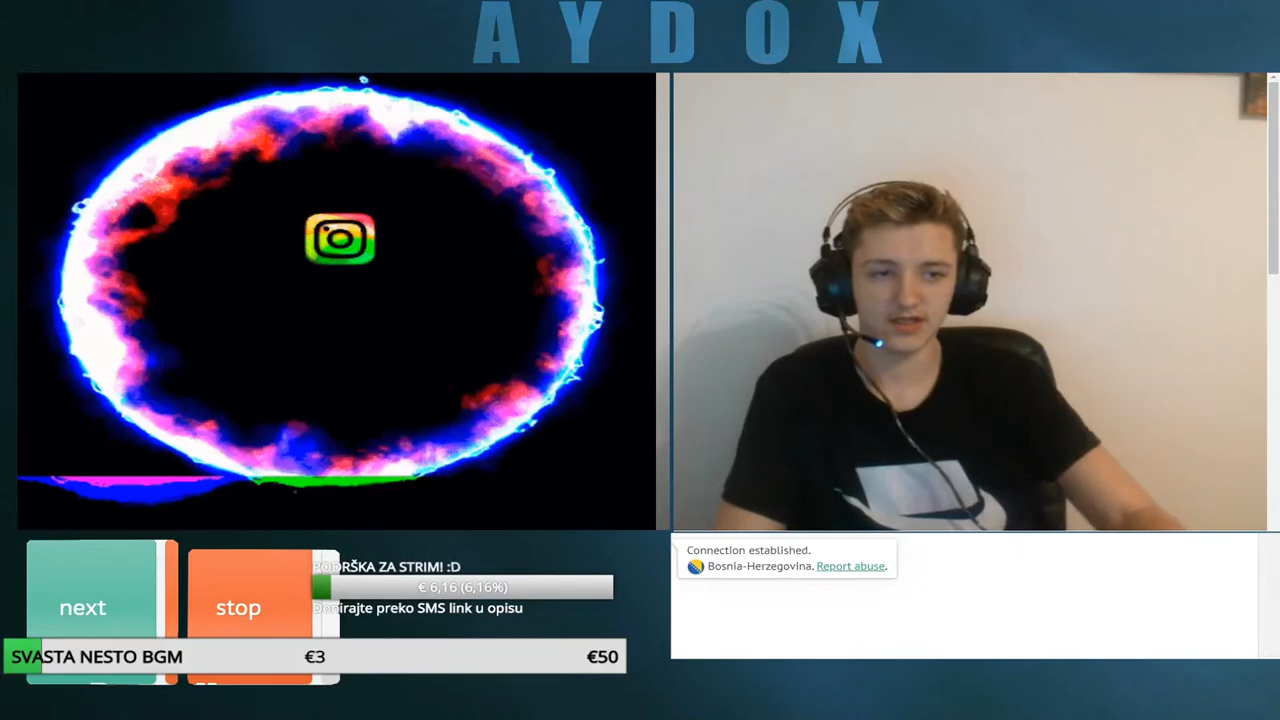 AYDOX
Connection established.
Bosnia-Herzegovina. Report abuse.
next
stop
PODRŠKA ZA STRIM! :D
€ 6,16 (6,16%)
Donirajte preko SMS link u opisu
SVASTA NESTO BGM €3 €50